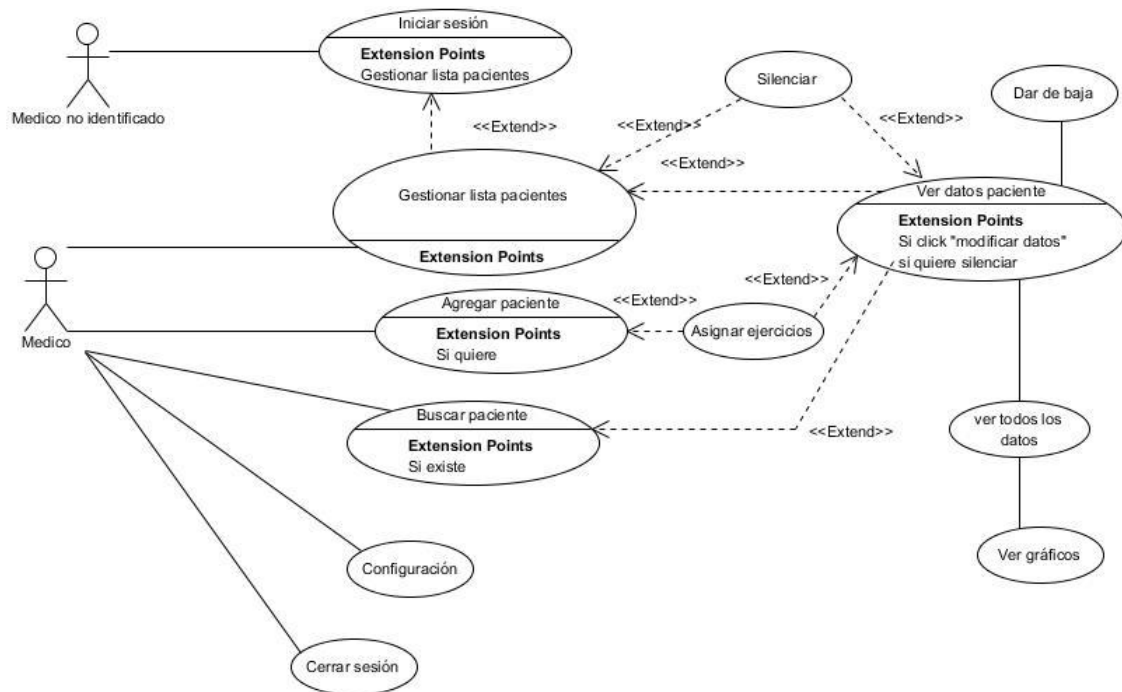 Iniciar sesión
Extension Points
Gestionar lista pacientes
Medico no identificado
<<Extend>>
Silenciar
<<Extend>>
<<Extend>>
<<Extend>>
Dar de baja
Gestionar lista pacientes
Extension Points
Ver datos paciente
Extension Points
Si click "modificar datos"
si quiere silenciar
Medico
Agregar paciente
Extension Points
Si quiere
<<Extend>>
Asignar ejercicios
<<Extend>>
Buscar paciente
Extension Points
Si existe
<<Extend>>
ver todos los
datos
Ver gráficos
Configuración
Cerrar sesión